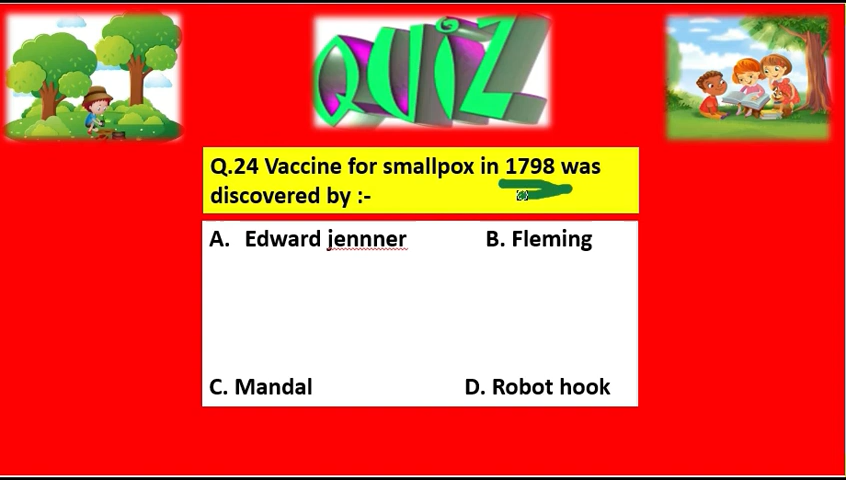 QUIZ
Q.24 Vaccine for smallpox in 1798 was
discovered by :-
A. Edward jennner B. Fleming
C. Mandal D. Robot hook